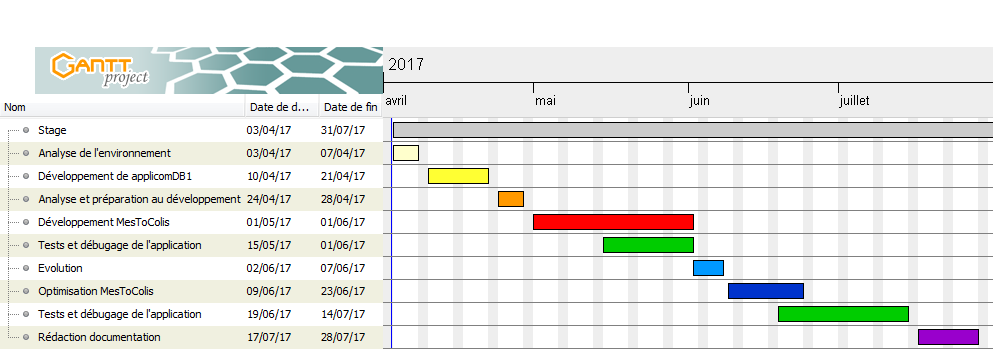 GANTT
project
2017
avril mai juin juillet
Nom Date de d... Date de fin
Stage 03/04/17 31/07/17
Analyse de l'environnement 03/04/17 07/04/17
Développement de applicomDB1 10/04/17 21/04/17
Analyse et préparation au développement 24/04/17 28/04/17
Développement MesToColis 01/05/17 01/06/17
Tests et débugage de l'application 15/05/17 01/06/17
Evolution 02/06/17 07/06/17
Optimisation MesToColis 09/06/17 23/06/17
Tests et débugage de l'application 19/06/17 14/07/17
Rédaction documentation 17/07/17 28/07/17